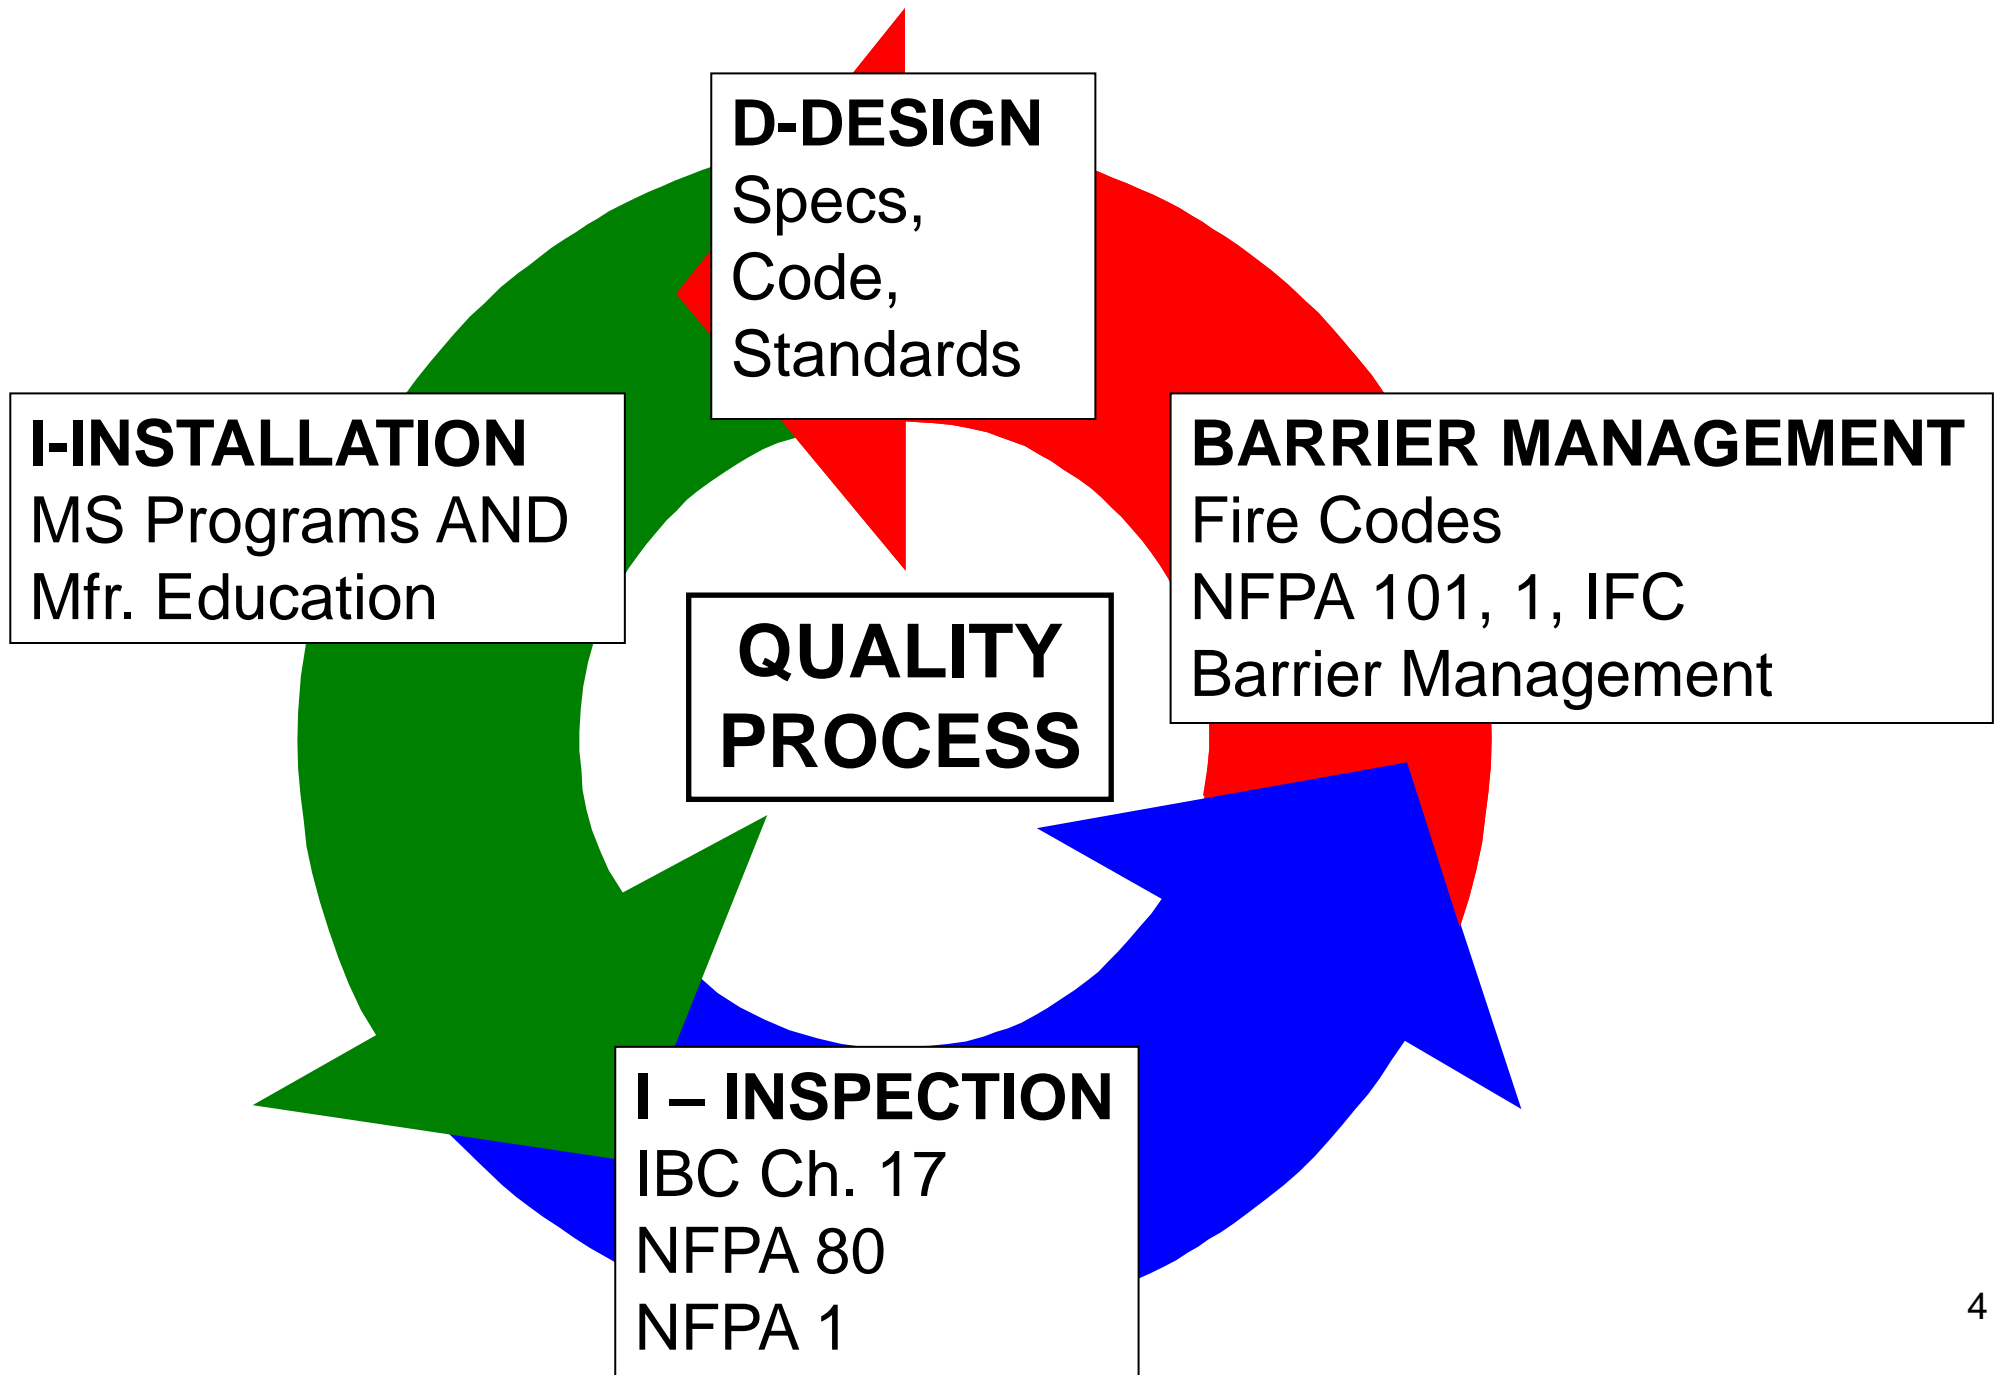 D-DESIGN
Specs,
Code,
Standards
I-INSTALLATION
MS Programs AND
Mfr. Education
BARRIER MANAGEMENT
Fire Codes
NFPA 101, 1, IFC
Barrier Management
QUALITY
PROCESS
I – INSPECTION
IBC Ch. 17
NFPA 80
NFPA 1
4